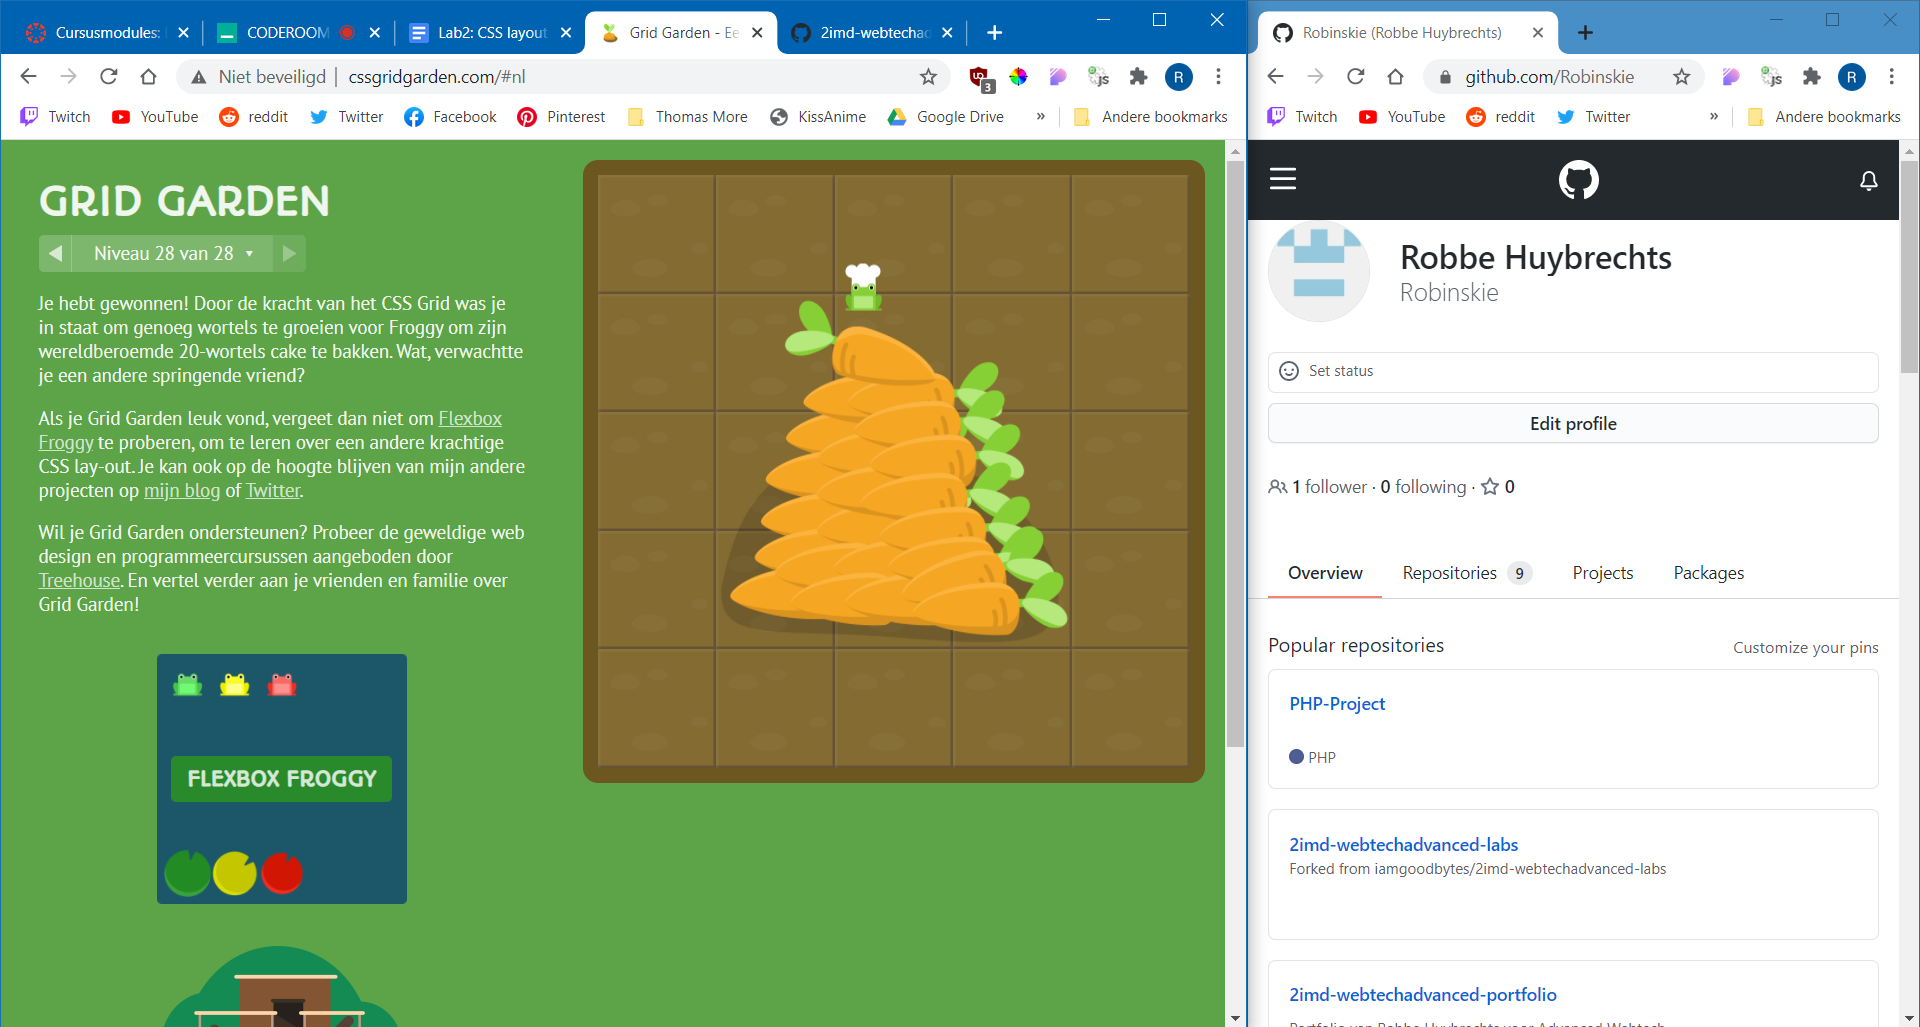 Cursusmodules:
CODEROOM
Lab2: CSS layout
Grid Garden - Ee
2imd-webtechad
Niet beveiligd | cssgridgarden.com/#nl
3
R
Twitch
YouTube
reddit
Twitter
Facebook
Pinterest
Thomas More
KissAnime
Google Drive
»
Andere bookmarks
GRID GARDEN
Niveau 28 van 28
Je hebt gewonnen! Door de kracht van het CSS Grid was je
in staat om genoeg wortels te groeien voor Froggy om zijn
wereldberoemde 20-wortels cake te bakken. Wat, verwachtte
je een andere springende vriend?
Als je Grid Garden leuk vond, vergeet dan niet om Flexbox
Froggy te proberen, om te leren over een andere krachtige
CSS lay-out. Je kan ook op de hoogte blijven van mijn andere
projecten op mijn blog of Twitter.
Wil je Grid Garden ondersteunen? Probeer de geweldige web
design en programmeercursussen aangeboden door
Treehouse. En vertel verder aan je vrienden en familie over
Grid Garden!
FLEXBOX FROGGY
Robinskie (Robbe Huybrechts)
github.com/Robinskie
R
Twitch
YouTube
reddit
Twitter
»
Andere bookmarks
Robbe Huybrechts
Robinskie
Set status
Edit profile
1 follower · 0 following · 0
Overview
Repositories 9
Projects
Packages
Popular repositories
Customize your pins
PHP-Project
PHP
2imd-webtechadvanced-labs
Forked from iamgoodbytes/2imd-webtechadvanced-labs
2imd-webtechadvanced-portfolio
Portfolio van Robbe Huybrechts voor Advanced Webtech